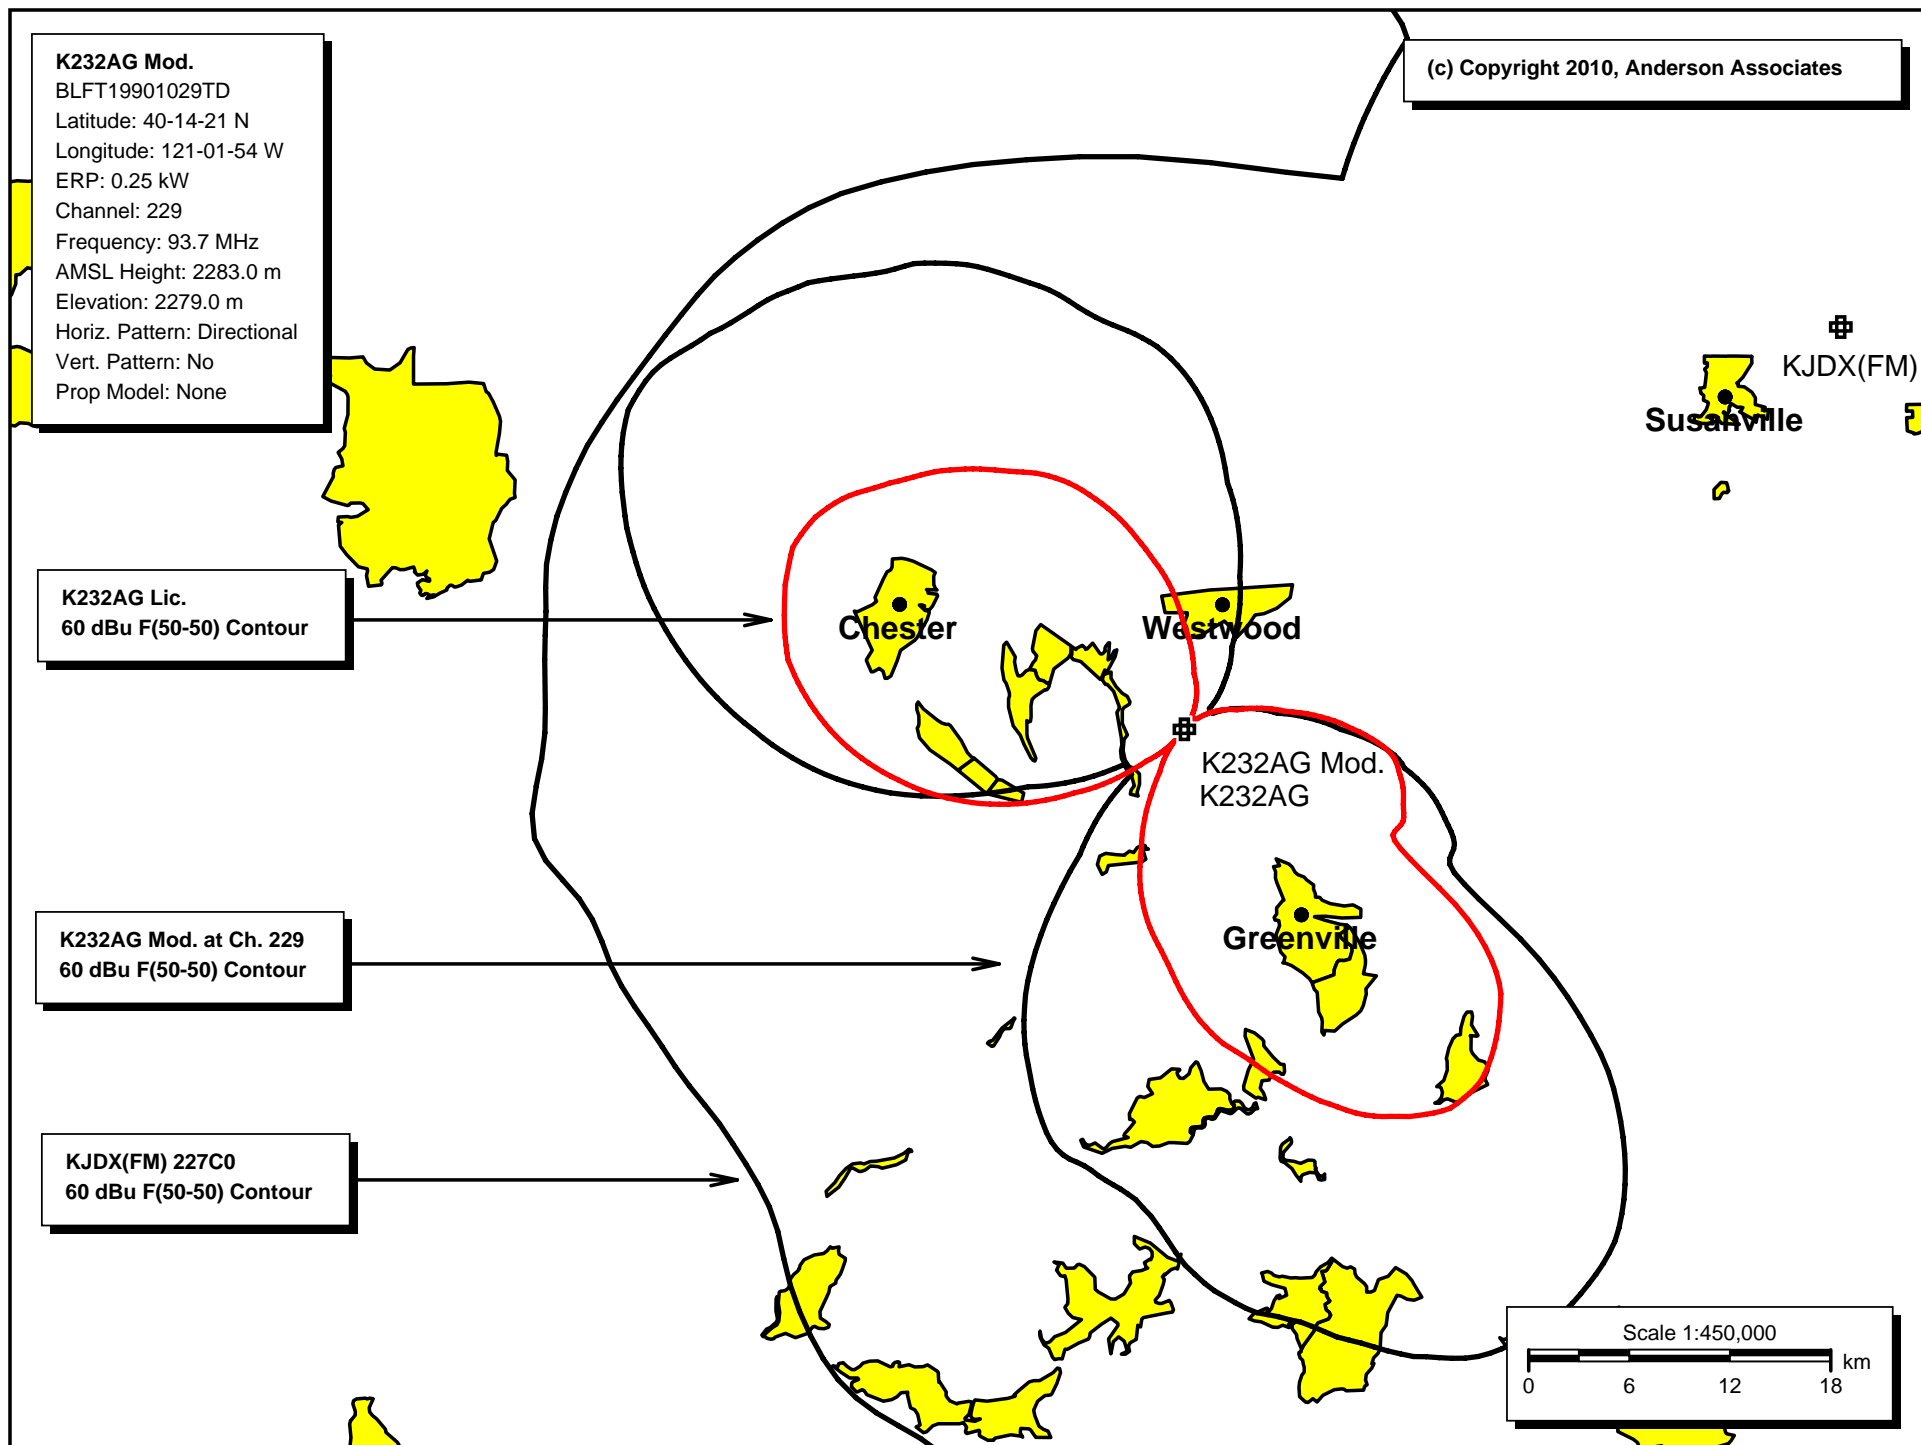 K232AG Mod.
BLFT19901029TD
Latitude: 40-14-21 N
Longitude: 121-01-54 W
ERP: 0.25 kW
Channel: 229
Frequency: 93.7 MHz
AMSL Height: 2283.0 m
Elevation: 2279.0 m
Horiz. Pattern: Directional
Vert. Pattern: No
Prop Model: None
(c) Copyright 2010, Anderson Associates
KJDX(FM)
Susanville
K232AG Lic.
60 dBu F(50-50) Contour
Chester
Westwood
K232AG Mod.
K232AG
K232AG Mod. at Ch. 229
60 dBu F(50-50) Contour
Greenville
KJDX(FM) 227C0
60 dBu F(50-50) Contour
Scale 1:450,000
km
0 6 12 18